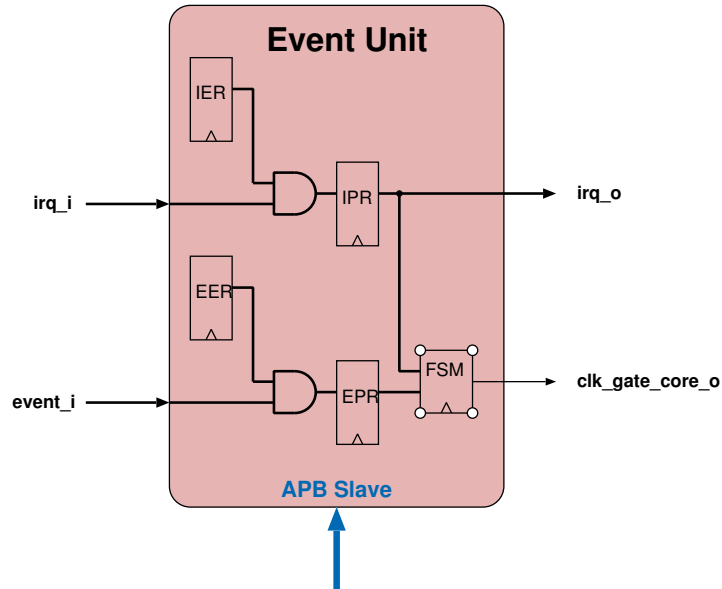 Event Unit
IER
irq_i
IPR
irq_o
EER
FSM
event_i
EPR
clk_gate_core_o
APB Slave